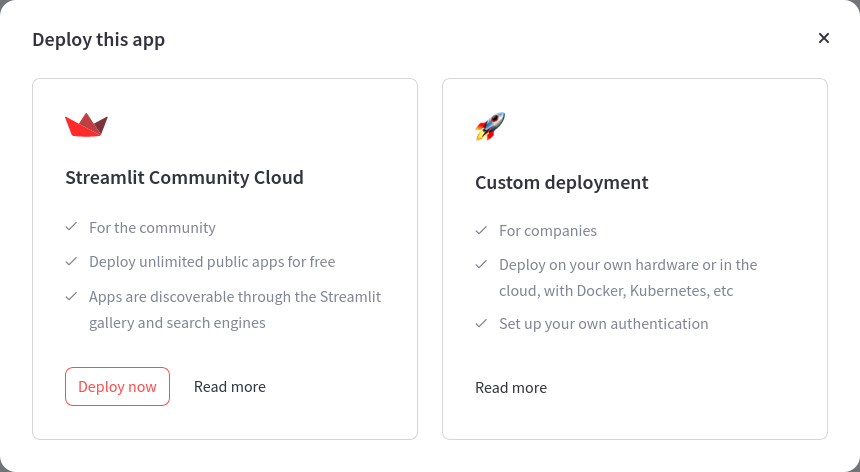 Deploy this app
Streamlit Community Cloud
For the community
Deploy unlimited public apps for free
Apps are discoverable through the Streamlit
gallery and search engines
Deploy now
Read more
Custom deployment
For companies
Deploy on your own hardware or in the
cloud, with Docker, Kubernetes, etc
Set up your own authentication
Read more